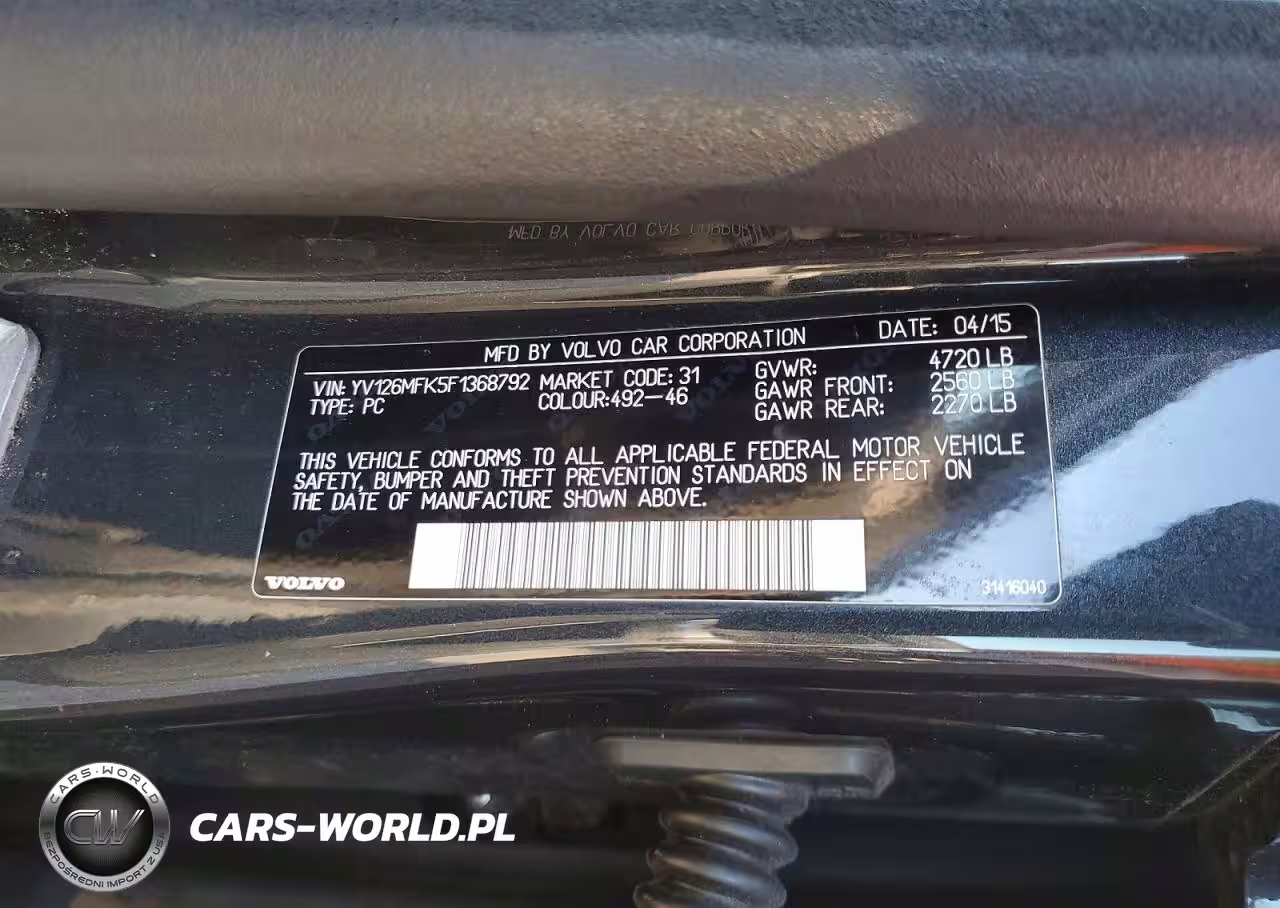 MFD BY VOLVO CAR CORPORATION DATE: 04/15
VIN: YV126MFK5F1368792 MARKET CODE: 31 GVWR: 4720 LB
TYPE: PC COLOUR:492-46 GAWR FRONT: 2560 LB
GAWR REAR: 2270 LB
THIS VEHICLE CONFORMS TO ALL APPLICABLE FEDERAL MOTOR VEHICLE
SAFETY, BUMPER AND THEFT PREVENTION STANDARDS IN EFFECT ON
THE DATE OF MANUFACTURE SHOWN ABOVE.
VOLVO
31416040
CARS-WORLD
CW
BEZPOŚREDNI IMPORT Z USA
CARS-WORLD.PL